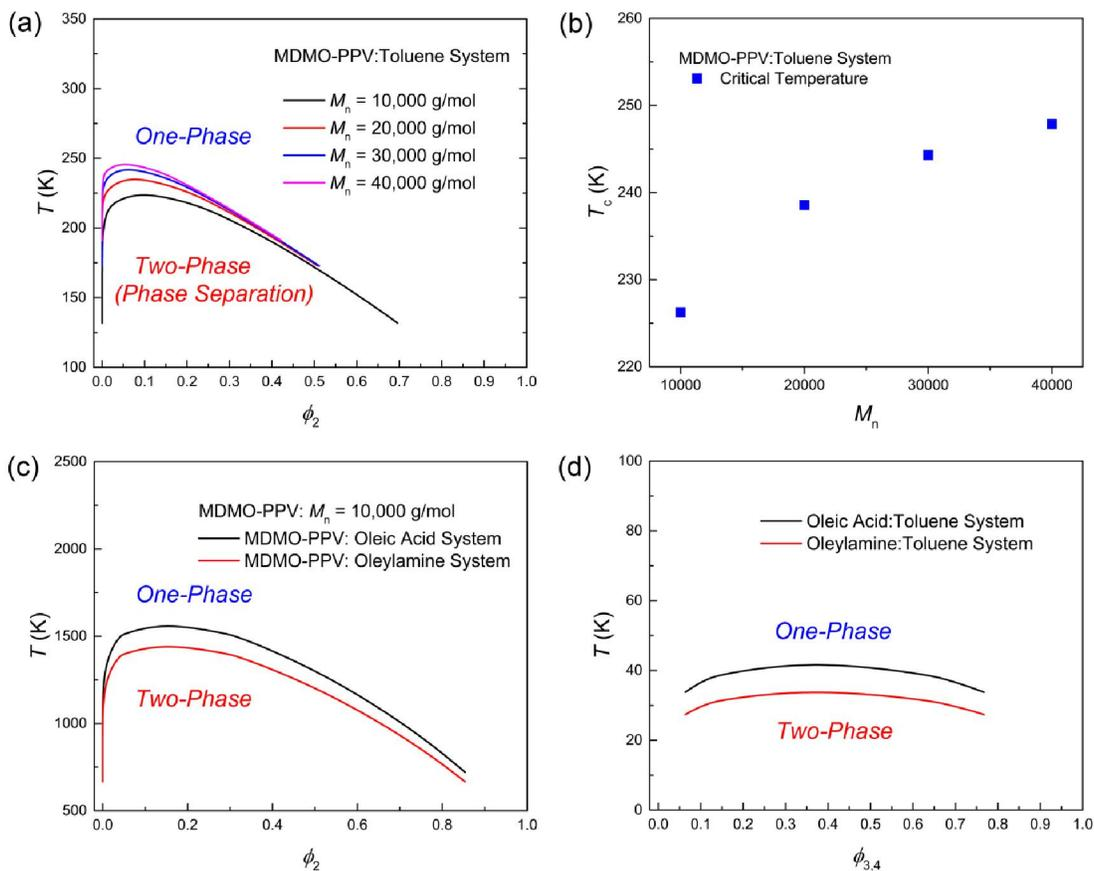 (a)
350
300
250
200
150
100
T (K)
MDMO-PPV:Toluene System
Mn = 10,000 g/mol
Mn = 20,000 g/mol
Mn = 30,000 g/mol
Mn = 40,000 g/mol
One-Phase
Two-Phase
(Phase Separation)
0.0 0.1 0.2 0.3 0.4 0.5 0.6 0.7 0.8 0.9 1.0
ϕ2
(b)
260
250
240
230
220
Tc (K)
MDMO-PPV:Toluene System
Critical Temperature
10000 20000 30000 40000
Mn
(c)
2500
2000
1500
1000
500
T (K)
MDMO-PPV: Mn = 10,000 g/mol
MDMO-PPV: Oleic Acid System
MDMO-PPV: Oleylamine System
One-Phase
Two-Phase
0.0 0.2 0.4 0.6 0.8 1.0
ϕ2
(d)
100
80
60
40
20
0
T (K)
Oleic Acid:Toluene System
Oleylamine:Toluene System
One-Phase
Two-Phase
0.0 0.1 0.2 0.3 0.4 0.5 0.6 0.7 0.8 0.9 1.0
ϕ3,4